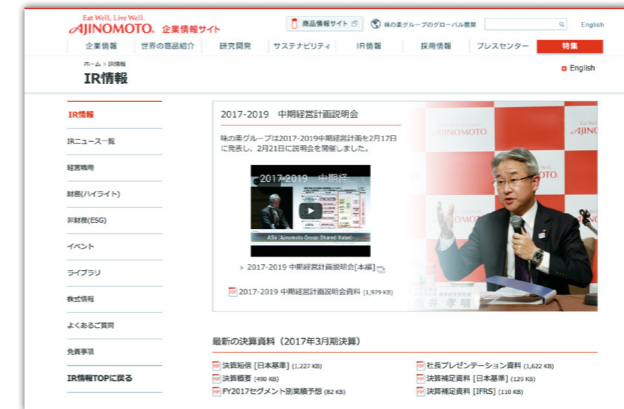 Eat Well, Live Well.
AJINOMOTO. 企業情報サイト
商品情報サイト
味の素グループのグローバル展開
English
企業情報 世界の商品紹介 研究開発 サステナビリティ IR情報 採用情報 プレスセンター 特集
ホーム > IR情報
IR情報
English
IR情報
IRニュース一覧
経営戦略
財務(ハイライト)
非財務(ESG)
イベント
ライブラリ
株式情報
よくあるご質問
免責事項
IR情報TOPに戻る
2017-2019 中期経営計画説明会
味の素グループは2017-2019中期経営計画を2月17日
に発表し、2月21日に説明会を開催しました。
2017-2019 中期経...
ASV (Ajinomoto Group Shared Value)
2017-2019 中期経営計画説明会[本編]
2017-2019 中期経営計画説明会資料 (1,979 KB)
AJINOMOTO
最新の決算資料（2017年3月期決算）
決算短信 [日本基準] (1,227 KB)
決算概要 (490 KB)
FY2017セグメント別業績予想 (82 KB)
社長プレゼンテーション資料 (1,622 KB)
決算補足資料 [日本基準] (129 KB)
決算補足資料 [IFRS] (110 KB)